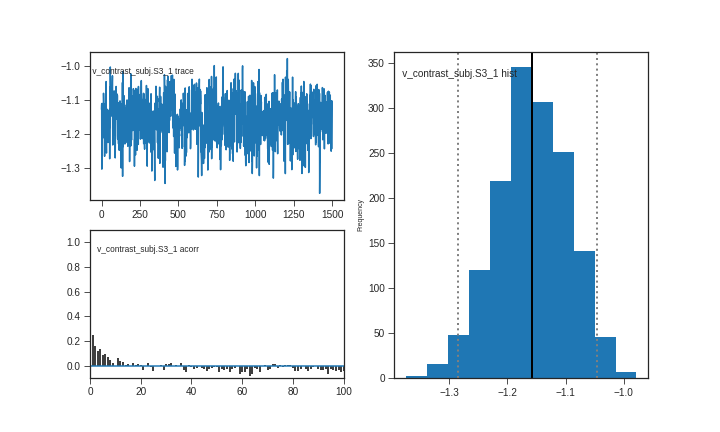 v_contrast_subj.S3_1 trace
−1.0
−1.1
−1.2
−1.3
0 250 500 750 1000 1250 1500
v_contrast_subj.S3_1 acorr
1.0
0.8
0.6
0.4
0.2
0.0
0 20 40 60 80 100
v_contrast_subj.S3_1 hist
Frequency
350
300
250
200
150
100
50
0
−1.3 −1.2 −1.1 −1.0